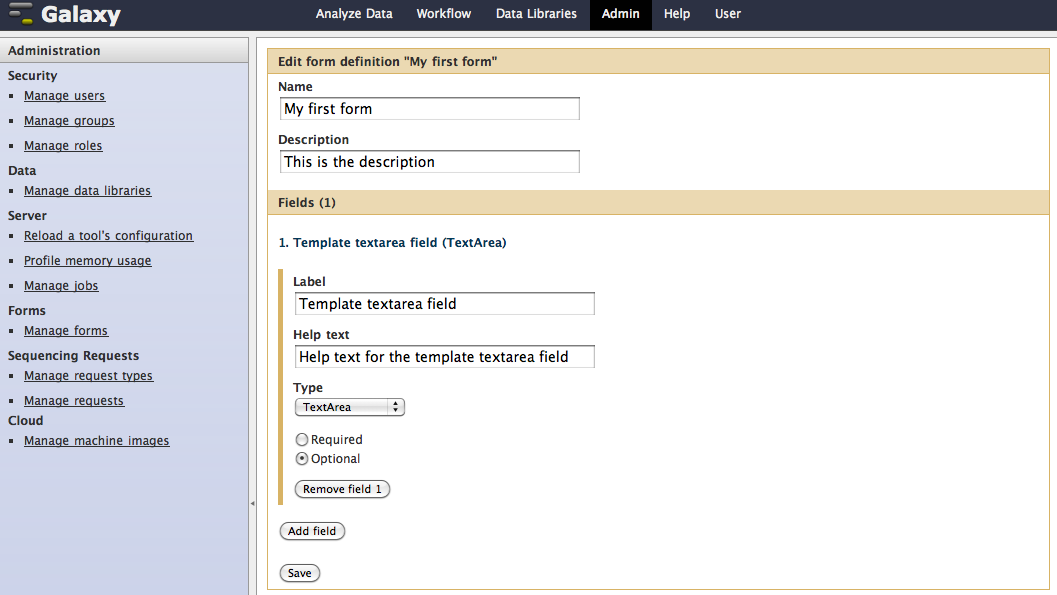 Galaxy
Analyze Data Workflow Data Libraries Admin Help User
Administration
Security
Manage users
Manage groups
Manage roles
Data
Manage data libraries
Server
Reload a tool's configuration
Profile memory usage
Manage jobs
Forms
Manage forms
Sequencing Requests
Manage request types
Manage requests
Cloud
Manage machine images
Edit form definition "My first form"
Name
My first form
Description
This is the description
Fields (1)
1. Template textarea field (TextArea)
Label
Template textarea field
Help text
Help text for the template textarea field
Type
TextArea
Required
Optional
Remove field 1
Add field
Save